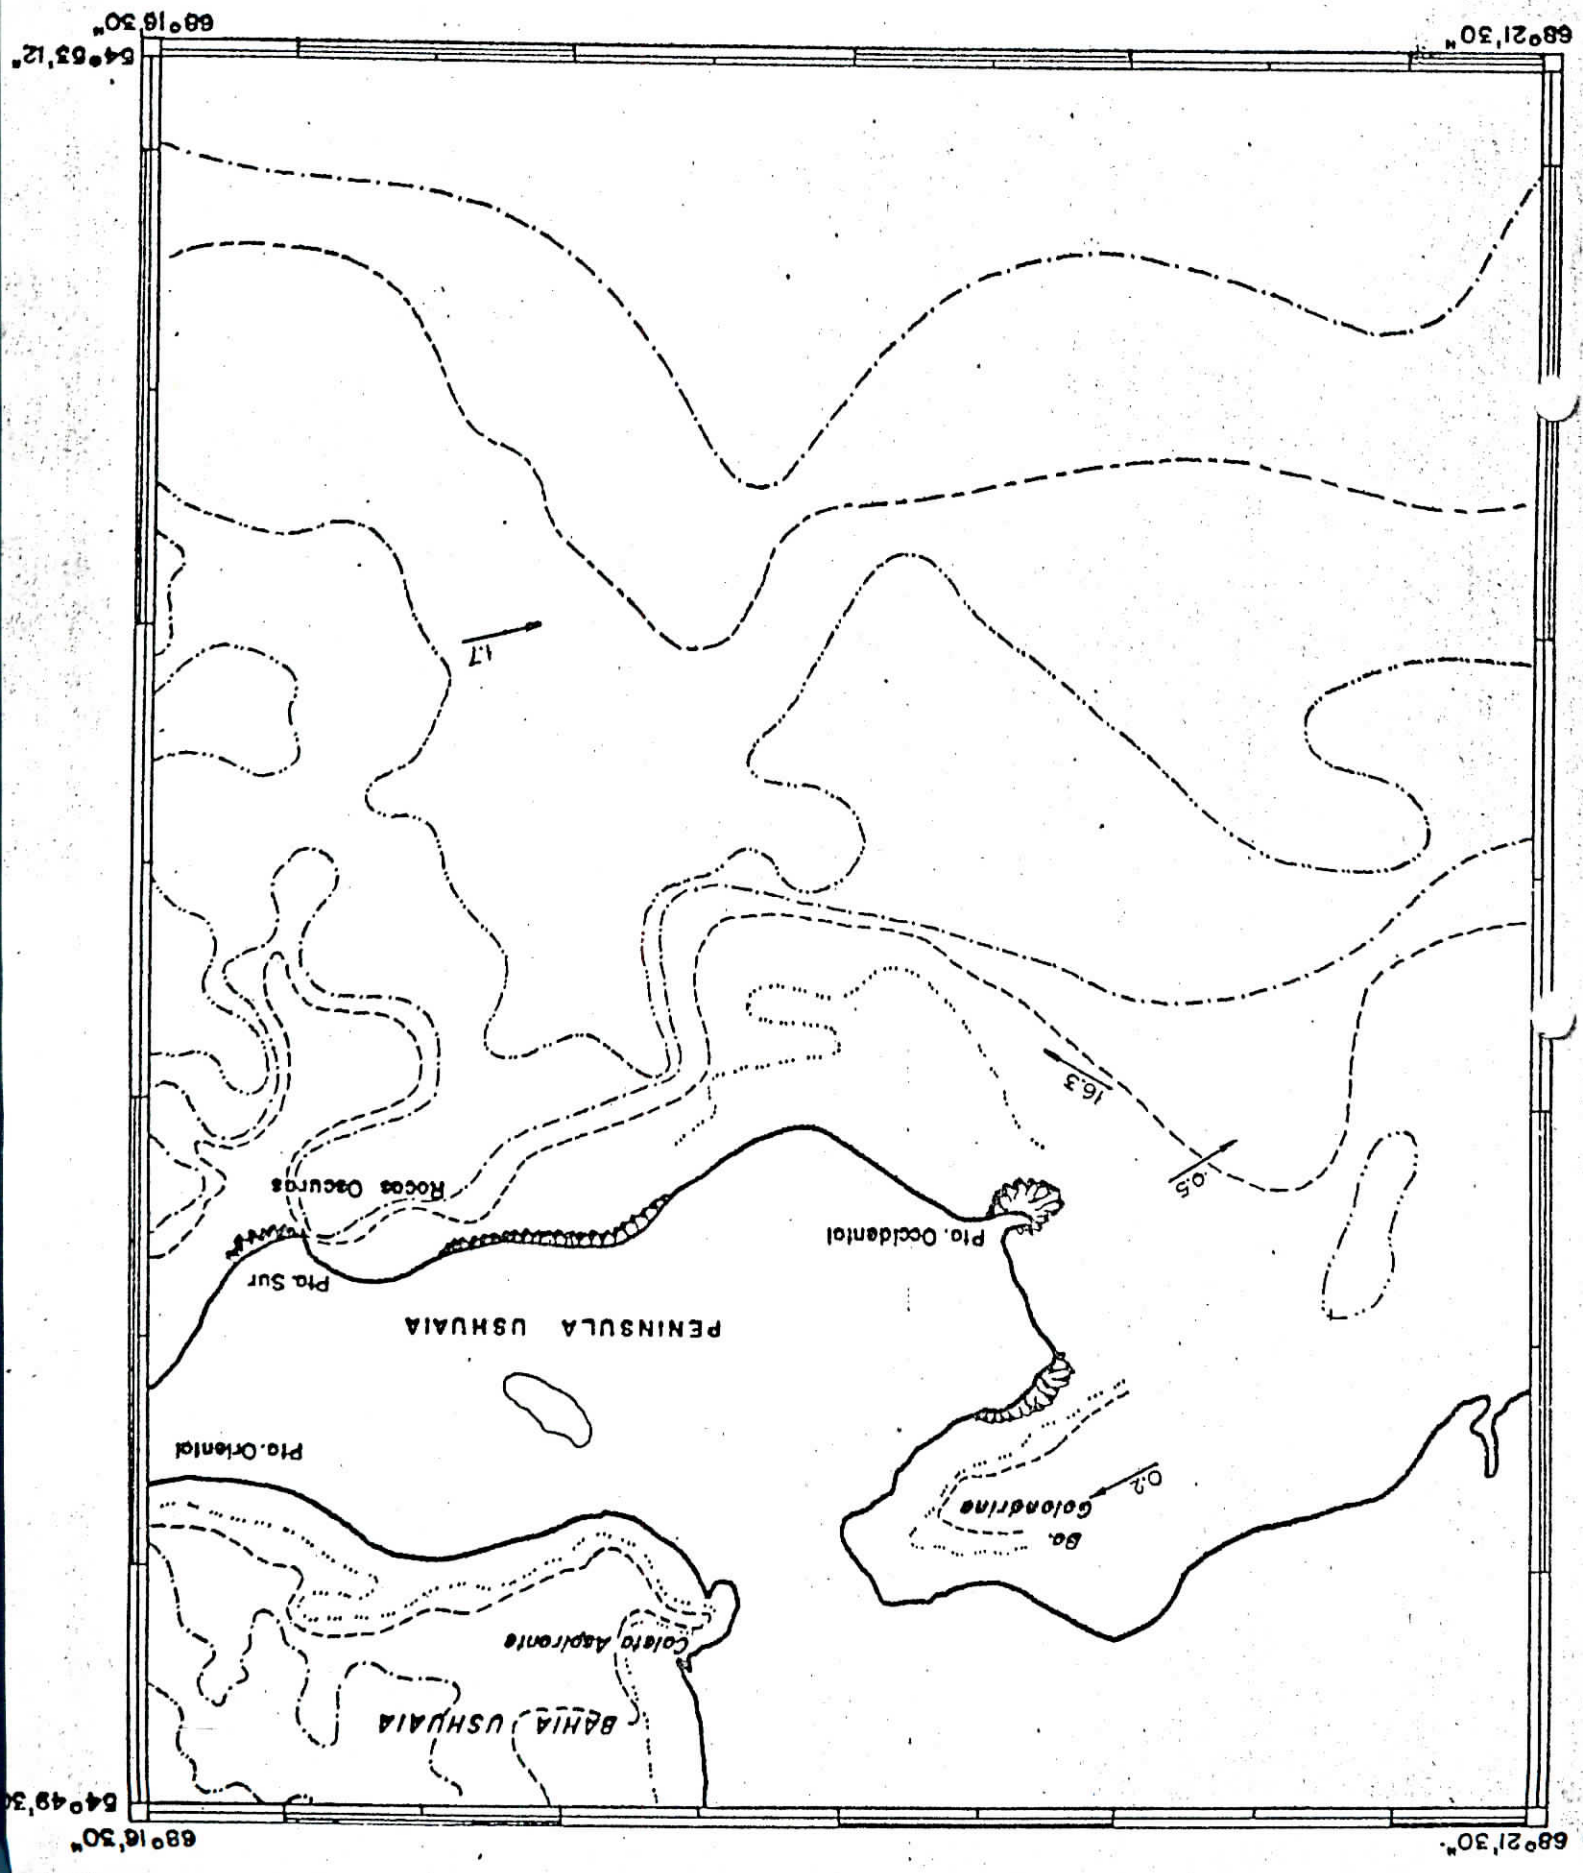 68°21'30"
68°16'30"
54°49'30
BAHIA USHUAIA
Caleta Aspirante
Ba.
Golondrina
0.2
Pta. Oriental
PENINSULA USHUAIA
Pta. Sur
Pta. Occidental
Rocas Oscuras
0.5
16.3
1.7
54°53'12"
68°21'30"
68°16'30"